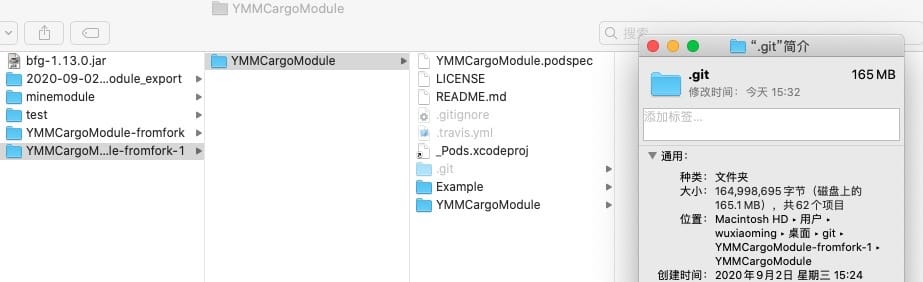 YMMCargoModule
搜索
bfg-1.13.0.jar
2020-09-02...odule_export
minemodule
test
YMMCargoModule-fromfork
YMMCargoM...le-fromfork-1
YMMCargoModule
YMMCargoModule.podspec
LICENSE
README.md
.gitignore
.travis.yml
_Pods.xcodeproj
.git
Example
YMMCargoModule
“.git”简介
.git 165 MB
修改时间：今天 15:32
添加标签...
通用：
种类：文件夹
大小：164,998,695 字节（磁盘上的
165.1 MB），共 62 个项目
位置：Macintosh HD ▸ 用户 ▸
wuxiaoming ▸ 桌面 ▸ git ▸
YMMCargoModule-fromfork-1 ▸
YMMCargoModule
创建时间：2020年9月2日 星期三 15:24